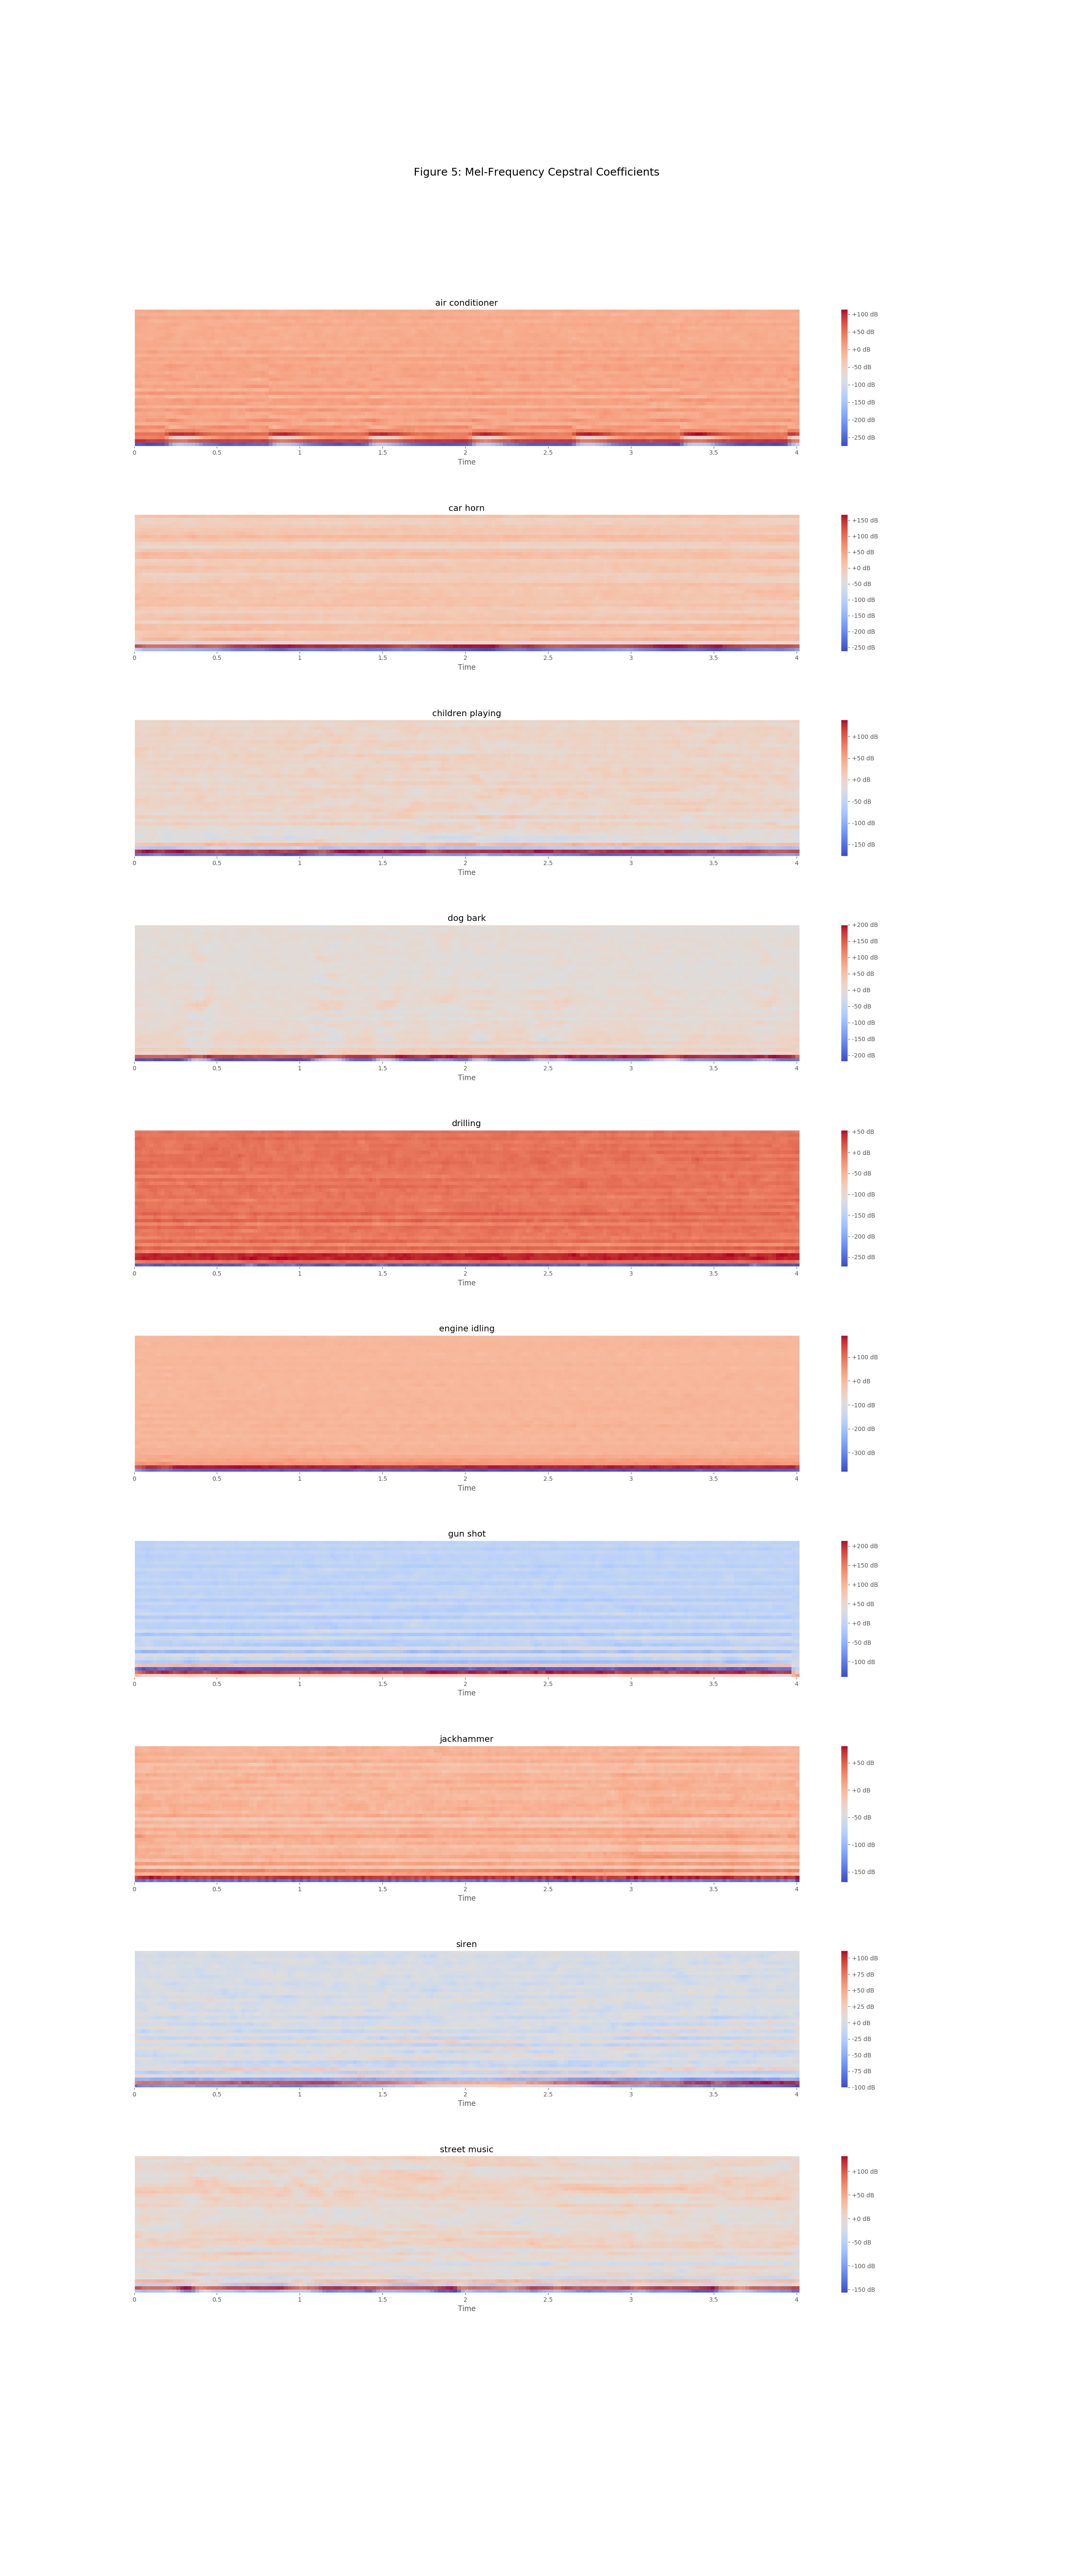 Figure 5: Mel-Frequency Cepstral Coefficients
air conditioner
+100 dB
+50 dB
+0 dB
-50 dB
-100 dB
-150 dB
-200 dB
-250 dB
0 0.5 1 1.5 2 2.5 3 3.5 4
Time
car horn
+150 dB
+100 dB
+50 dB
+0 dB
-50 dB
-100 dB
-150 dB
-200 dB
-250 dB
0 0.5 1 1.5 2 2.5 3 3.5 4
Time
children playing
+100 dB
+50 dB
+0 dB
-50 dB
-100 dB
-150 dB
0 0.5 1 1.5 2 2.5 3 3.5 4
Time
dog bark
+200 dB
+150 dB
+100 dB
+50 dB
+0 dB
-50 dB
-100 dB
-150 dB
-200 dB
0 0.5 1 1.5 2 2.5 3 3.5 4
Time
drilling
+50 dB
+0 dB
-50 dB
-100 dB
-150 dB
-200 dB
-250 dB
0 0.5 1 1.5 2 2.5 3 3.5 4
Time
engine idling
+100 dB
+0 dB
-100 dB
-200 dB
-300 dB
0 0.5 1 1.5 2 2.5 3 3.5 4
Time
gun shot
+200 dB
+150 dB
+100 dB
+50 dB
+0 dB
-50 dB
-100 dB
0 0.5 1 1.5 2 2.5 3 3.5 4
Time
jackhammer
+50 dB
+0 dB
-50 dB
-100 dB
-150 dB
0 0.5 1 1.5 2 2.5 3 3.5 4
Time
siren
+100 dB
+75 dB
+50 dB
+25 dB
+0 dB
-25 dB
-50 dB
-75 dB
-100 dB
0 0.5 1 1.5 2 2.5 3 3.5 4
Time
street music
+100 dB
+50 dB
+0 dB
-50 dB
-100 dB
-150 dB
0 0.5 1 1.5 2 2.5 3 3.5 4
Time